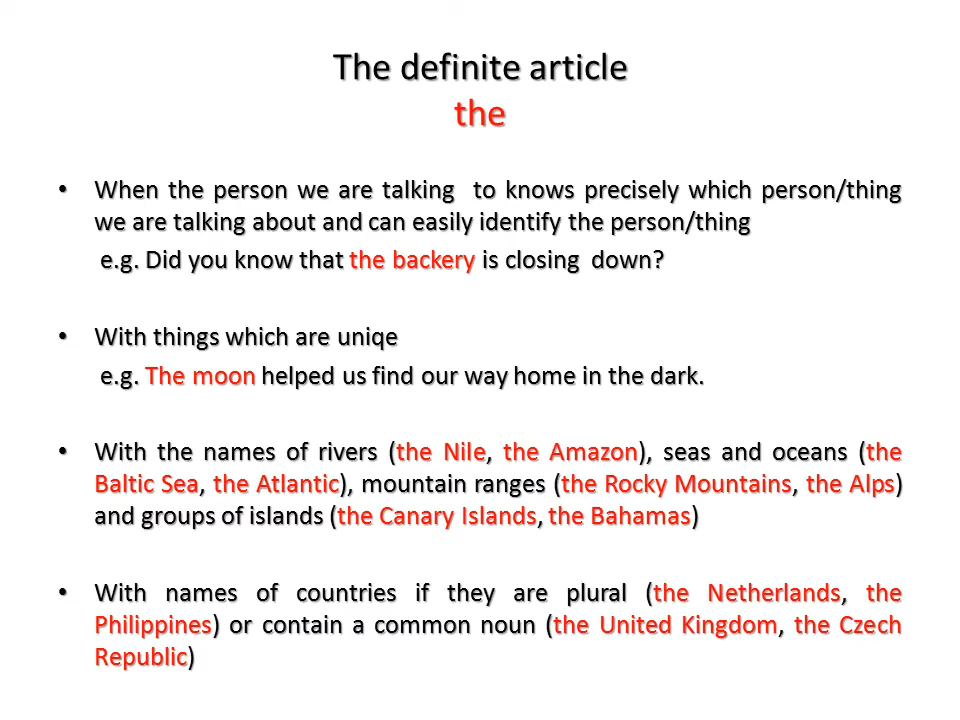 The definite article
the
• When the person we are talking to knows precisely which person/thing
we are talking about and can easily identify the person/thing
e.g. Did you know that the backery is closing down?
• With things which are uniqe
e.g. The moon helped us find our way home in the dark.
• With the names of rivers (the Nile, the Amazon), seas and oceans (the
Baltic Sea, the Atlantic), mountain ranges (the Rocky Mountains, the Alps)
and groups of islands (the Canary Islands, the Bahamas)
• With names of countries if they are plural (the Netherlands, the
Philippines) or contain a common noun (the United Kingdom, the Czech
Republic)